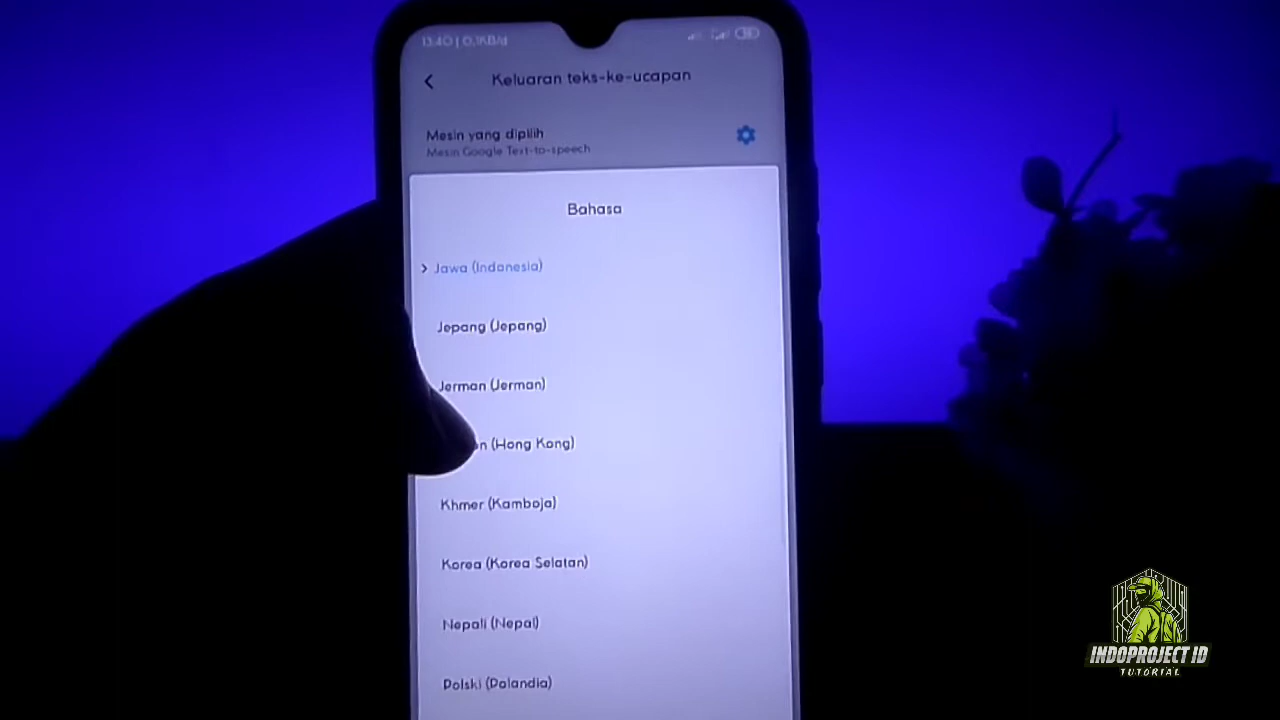 13.40 | 0,1KB/d
Keluaran teks-ke-ucapan
Mesin yang dipilih
Mesin Google Text-to-speech
Bahasa
Jawa (Indonesia)
Jepang (Jepang)
Jerman (Jerman)
(Hong Kong)
Khmer (Kamboja)
Korea (Korea Selatan)
Nepali (Nepal)
Polski (Polandia)
INDOPROJECT ID
TUTORIAL